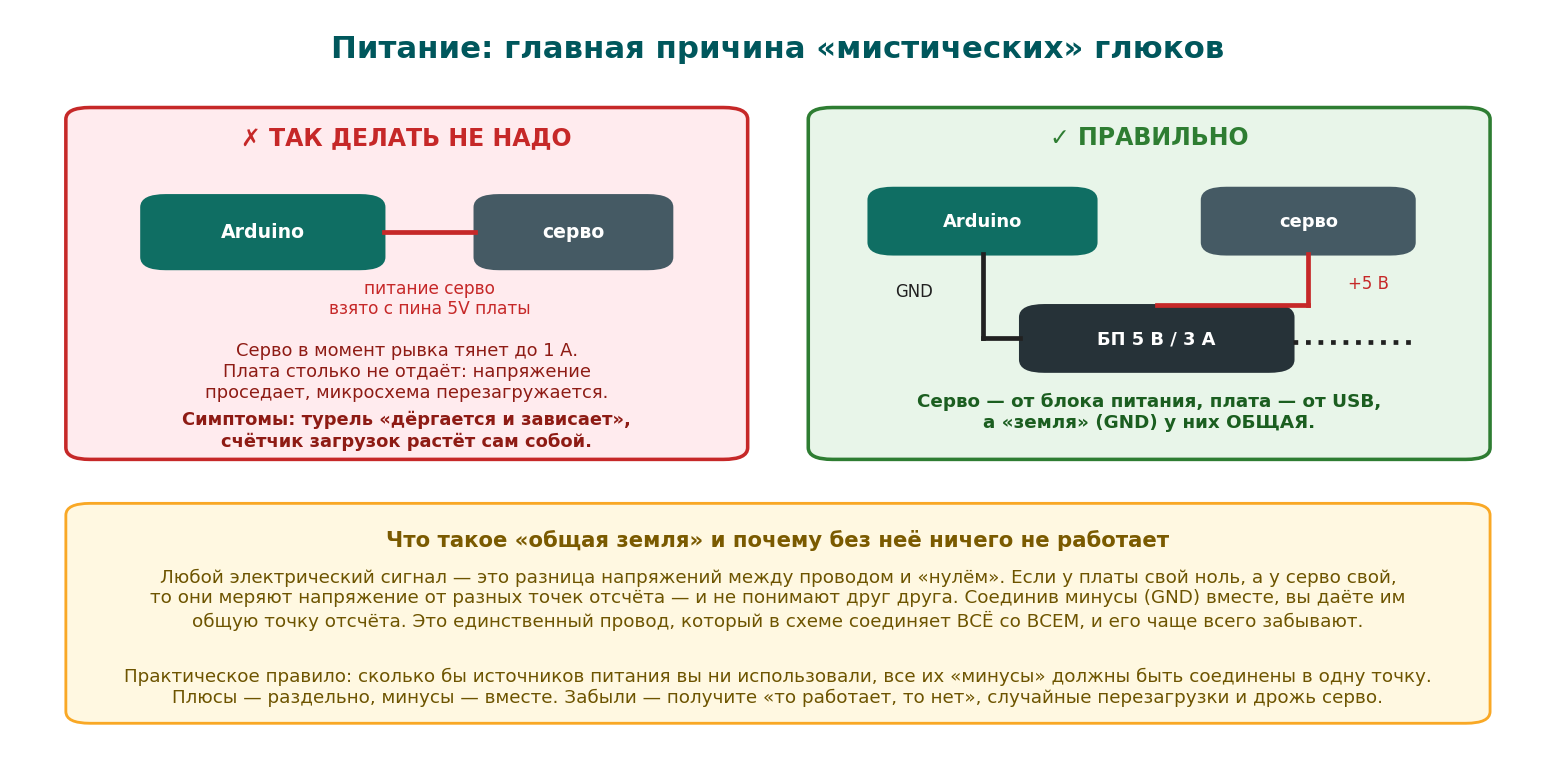 Питание: главная причина «мистических» глюков
✗ ТАК ДЕЛАТЬ НЕ НАДО
Arduino
серво
питание серво
взято с пина 5V платы
Серво в момент рывка тянет до 1 А.
Плата столько не отдаёт: напряжение
проседает, микросхема перезагружается.
Симптомы: турель «дёргается и зависает»,
счётчик загрузок растёт сам собой.
✓ ПРАВИЛЬНО
Arduino
серво
GND
+5 В
БП 5 В / 3 А
Серво — от блока питания, плата — от USB,
а «земля» (GND) у них ОБЩАЯ.
Что такое «общая земля» и почему без неё ничего не работает
Любой электрический сигнал — это разница напряжений между проводом и «нулём». Если у платы свой ноль, а у серво свой,
то они меряют напряжение от разных точек отсчёта — и не понимают друг друга. Соединив минусы (GND) вместе, вы даёте им
общую точку отсчёта. Это единственный провод, который в схеме соединяет ВСЁ со ВСЕМ, и его чаще всего забывают.
Практическое правило: сколько бы источников питания вы ни использовали, все их «минусы» должны быть соединены в одну точку.
Плюсы — раздельно, минусы — вместе. Забыли — получите «то работает, то нет», случайные перезагрузки и дрожь серво.